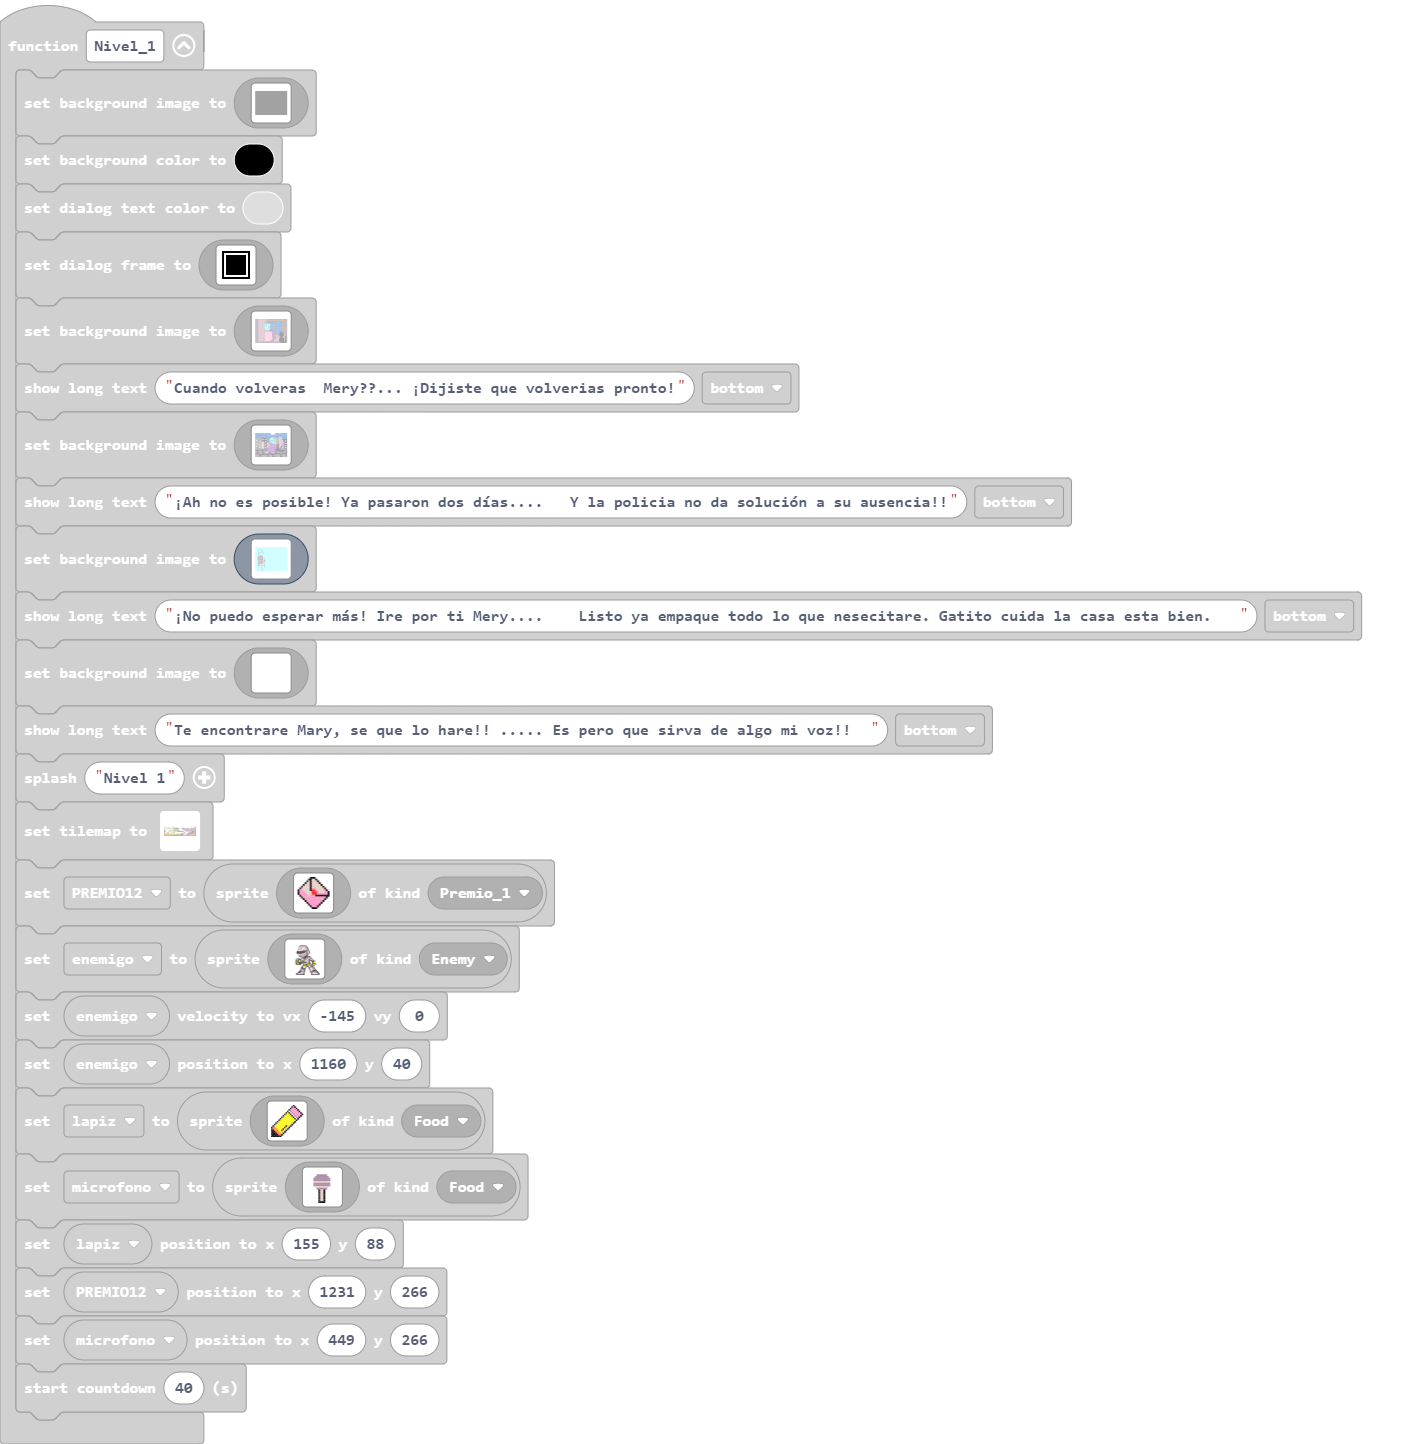 function Nivel_1
set background image to
set background color to
set dialog text color to
set dialog frame to
set background image to
show long text "Cuando volveras  Mery??... ¡Dijiste que volverias pronto!" bottom
set background image to
show long text "¡Ah no es posible! Ya pasaron dos días....   Y la policia no da solución a su ausencia!!" bottom
set background image to
show long text "¡No puedo esperar más! Ire por ti Mery....    Listo ya empaque todo lo que nesecitare. Gatito cuida la casa esta bien.   " bottom
set background image to
show long text "Te encontrare Mary, se que lo hare!! ..... Es pero que sirva de algo mi voz!!  " bottom
splash "Nivel 1"
set tilemap to
set PREMIO12 to sprite of kind Premio_1
set enemigo to sprite of kind Enemy
set enemigo velocity to vx -145 vy 0
set enemigo position to x 1160 y 40
set lapiz to sprite of kind Food
set microfono to sprite of kind Food
set lapiz position to x 155 y 88
set PREMIO12 position to x 1231 y 266
set microfono position to x 449 y 266
start countdown 40 (s)